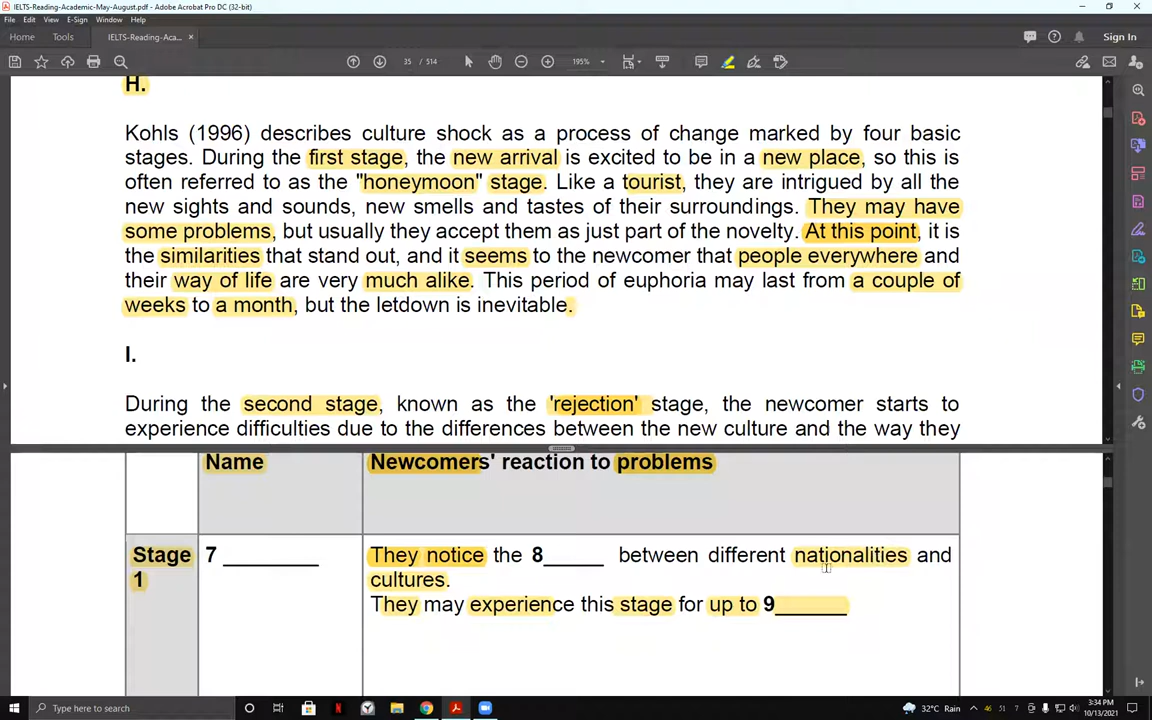 IELTS-Reading-Academic-May-August.pdf - Adobe Acrobat Pro DC (32-bit)
File Edit View E-Sign Window Help
Home Tools IELTS-Reading-Aca... × Sign In
35 / 514 195%
H.
Kohls (1996) describes culture shock as a process of change marked by four basic
stages. During the first stage, the new arrival is excited to be in a new place, so this is
often referred to as the "honeymoon" stage. Like a tourist, they are intrigued by all the
new sights and sounds, new smells and tastes of their surroundings. They may have
some problems, but usually they accept them as just part of the novelty. At this point, it is
the similarities that stand out, and it seems to the newcomer that people everywhere and
their way of life are very much alike. This period of euphoria may last from a couple of
weeks to a month, but the letdown is inevitable.
I.
During the second stage, known as the 'rejection' stage, the newcomer starts to
experience difficulties due to the differences between the new culture and the way they
Name Newcomers' reaction to problems
Stage 7 ________ They notice the 8_____ between different nationalities and
1 cultures.
They may experience this stage for up to 9______
Type here to search 32°C Rain 46 51 7 3:34 PM
10/13/2021